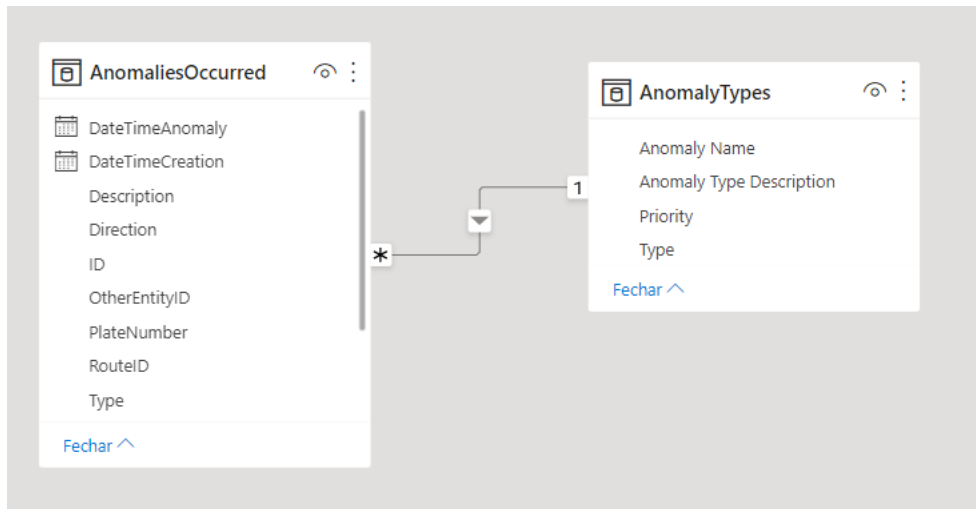 AnomaliesOccurred
DateTimeAnomaly
DateTimeCreation
Description
Direction
ID
OtherEntityID
PlateNumber
RouteID
Type
Fechar
*
1
AnomalyTypes
Anomaly Name
Anomaly Type Description
Priority
Type
Fechar